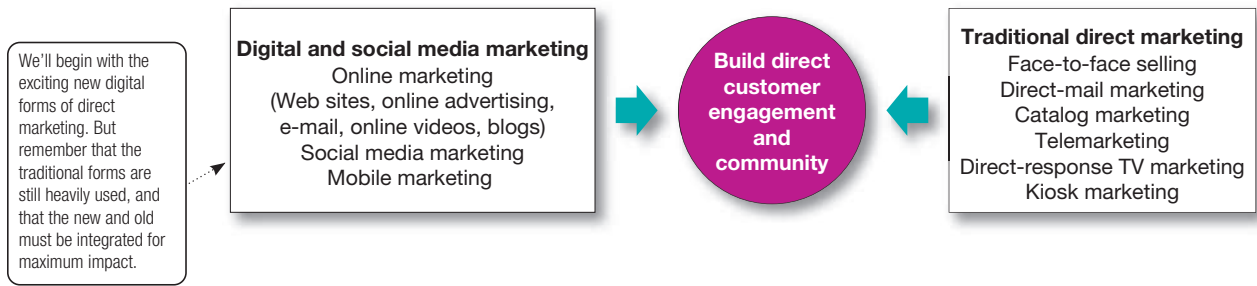 We'll begin with the
exciting new digital
forms of direct
marketing. But
remember that the
traditional forms are
still heavily used, and
that the new and old
must be integrated for
maximum impact.
Digital and social media marketing
Online marketing
(Web sites, online advertising,
e-mail, online videos, blogs)
Social media marketing
Mobile marketing
Build direct
customer
engagement
and
community
Traditional direct marketing
Face-to-face selling
Direct-mail marketing
Catalog marketing
Telemarketing
Direct-response TV marketing
Kiosk marketing